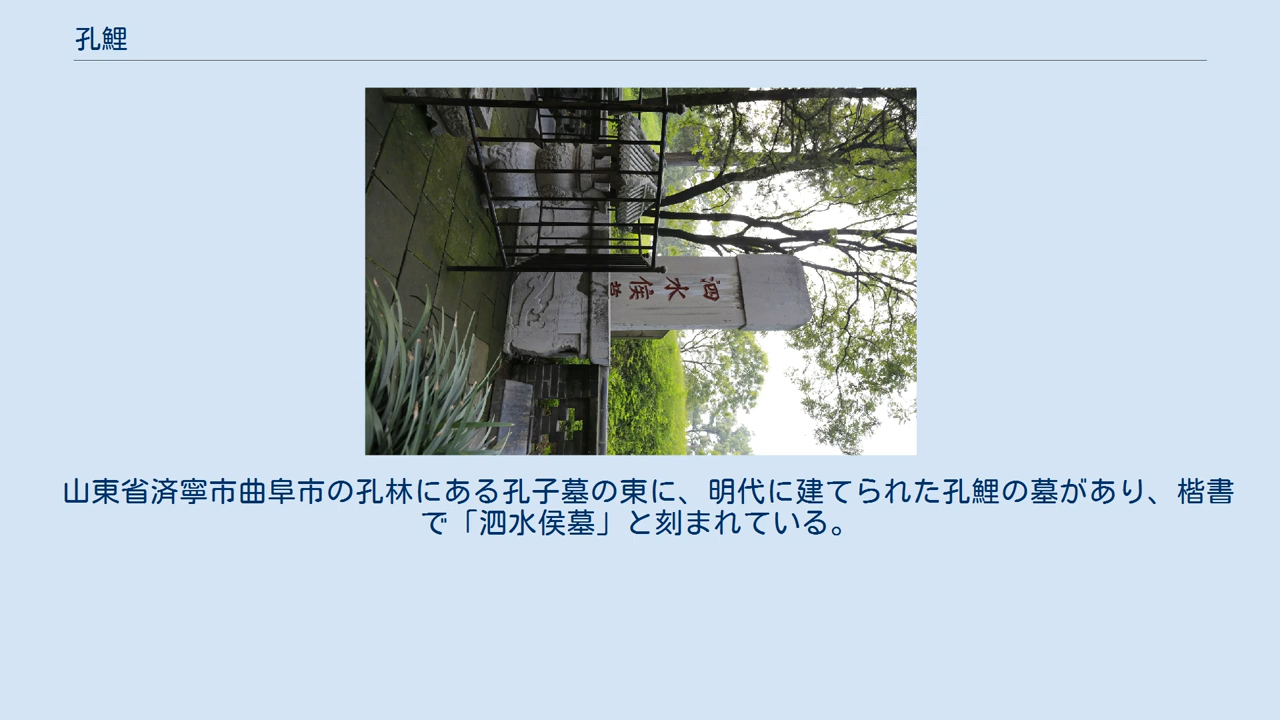 孔鯉
泗水侯
山東省済寧市曲阜市の孔林にある孔子墓の東に、明代に建てられた孔鯉の墓があり、楷書
で「泗水侯墓」と刻まれている。